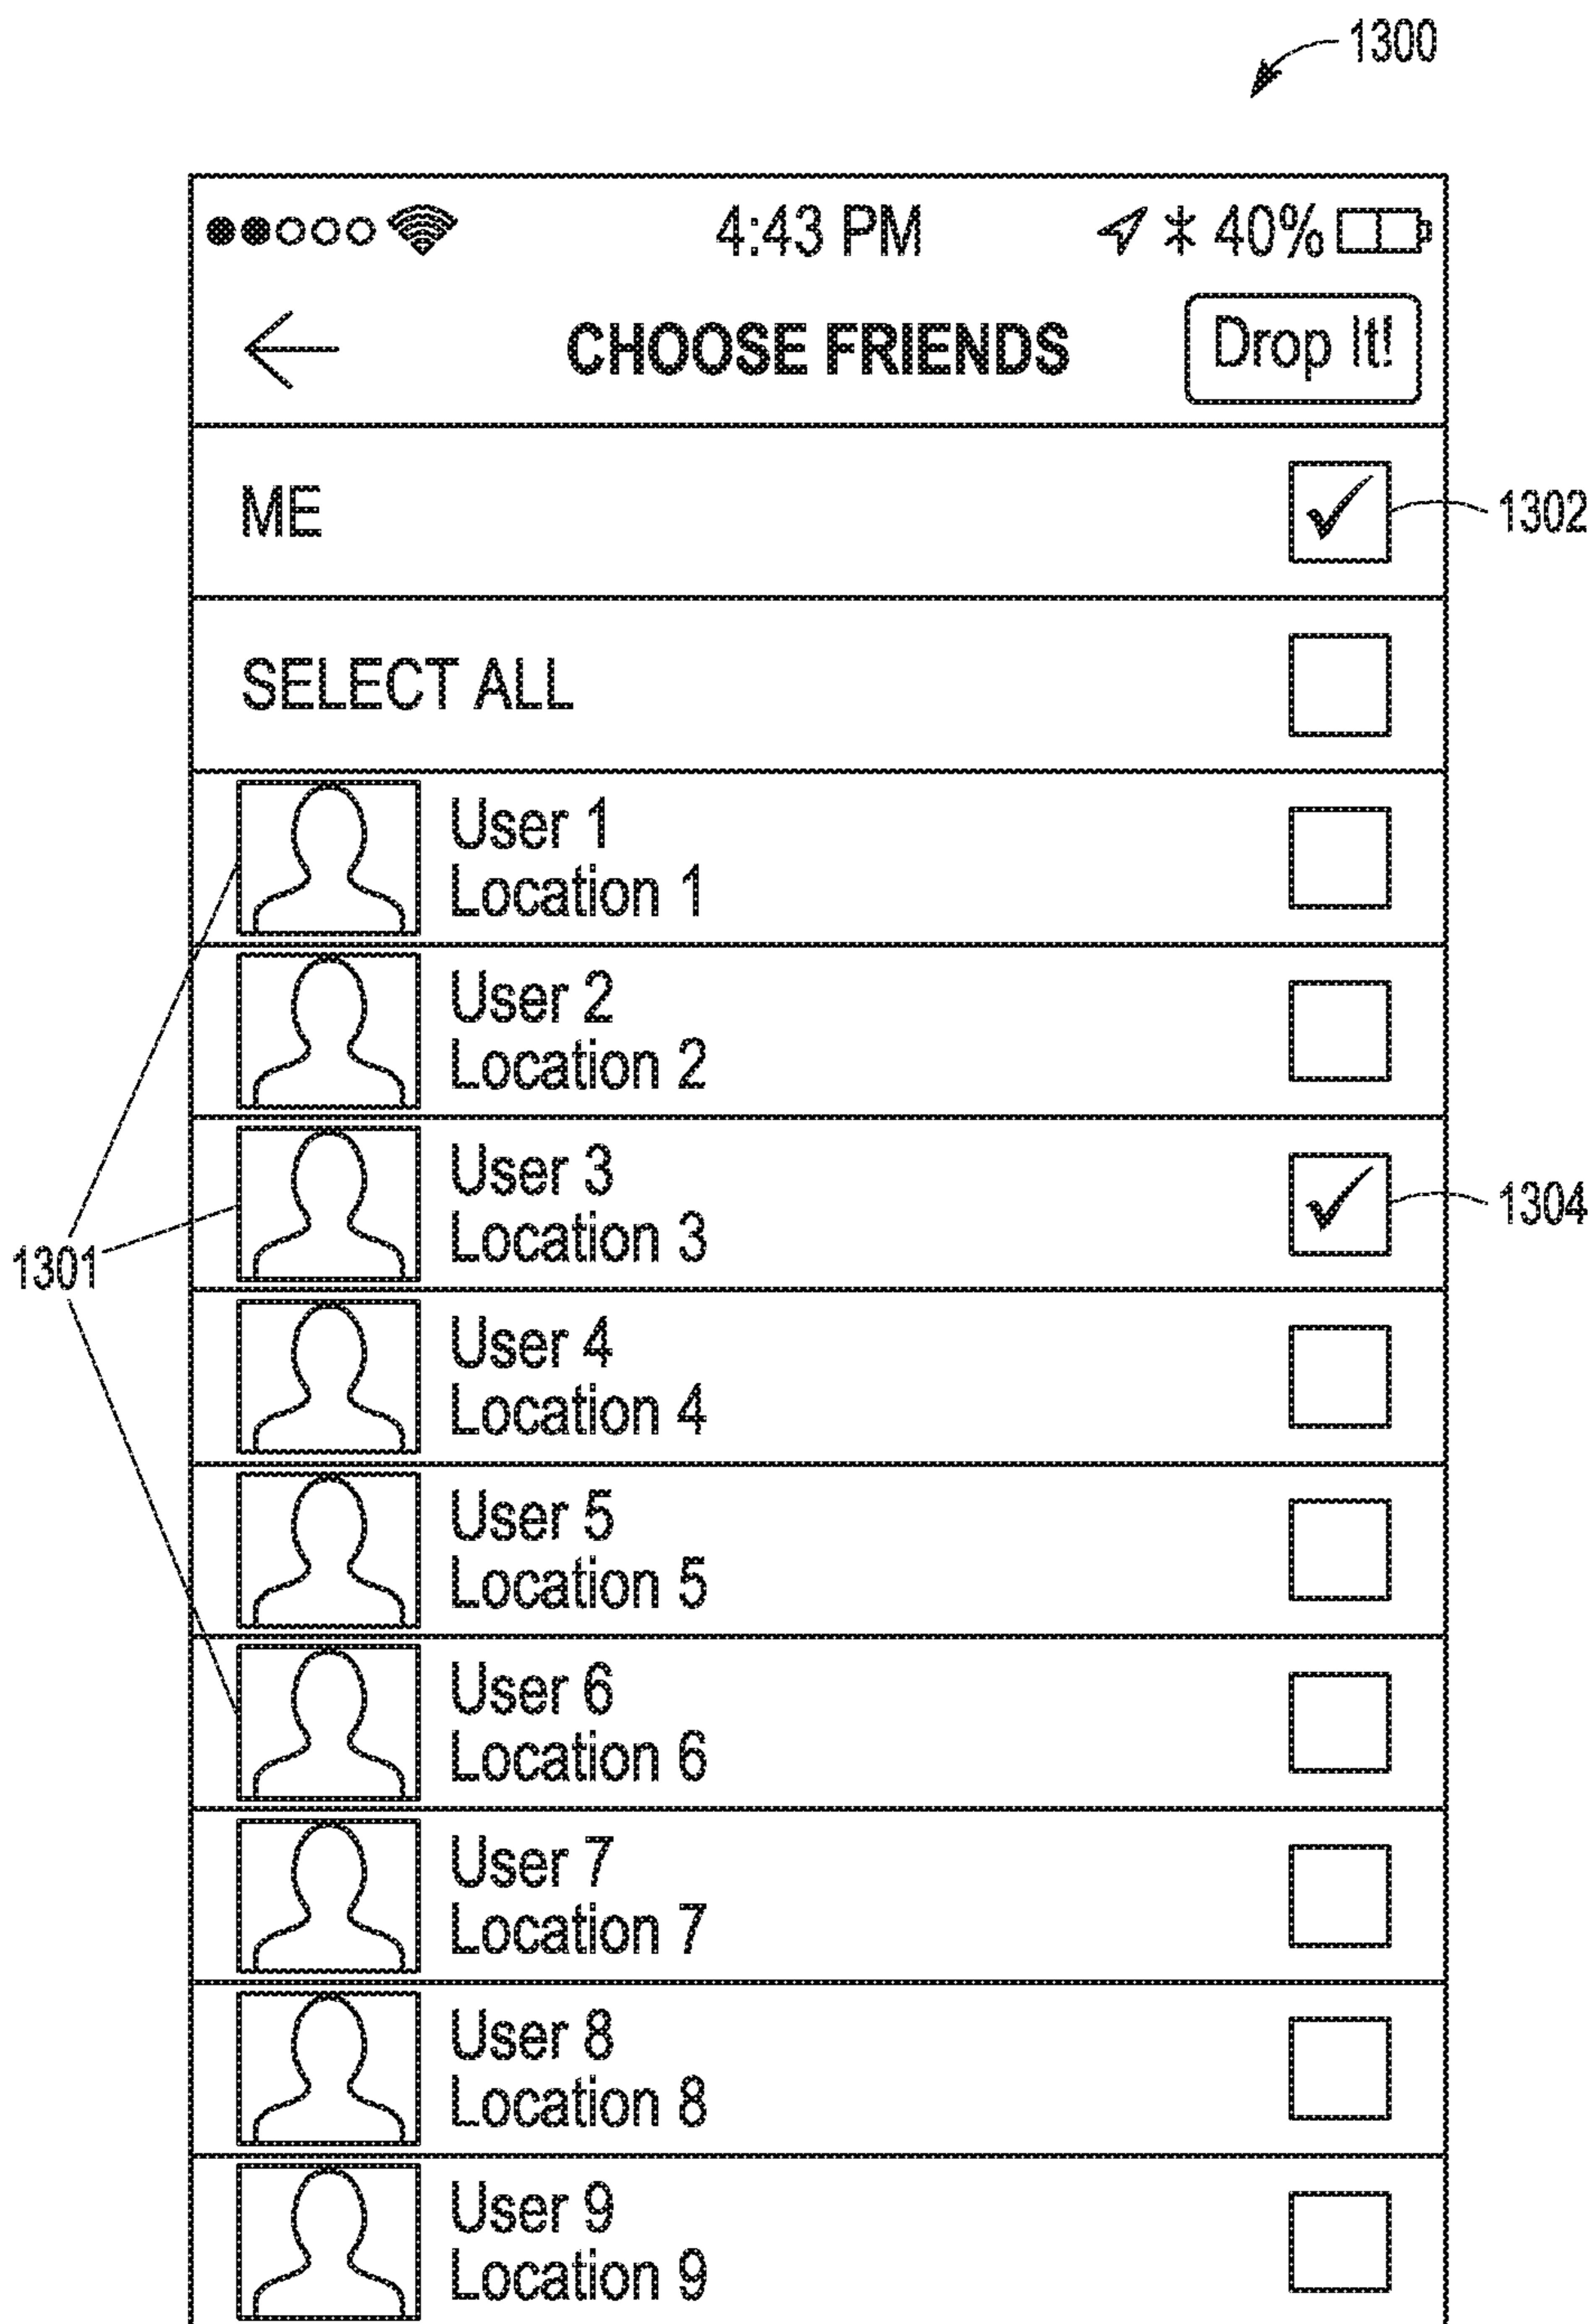 1300
4:43 PM 40%
CHOOSE FRIENDS Drop It!
ME 1302
SELECT ALL
User 1
Location 1
User 2
Location 2
User 3
Location 3
1304
1301
User 4
Location 4
User 5
Location 5
User 6
Location 6
User 7
Location 7
User 8
Location 8
User 9
Location 9